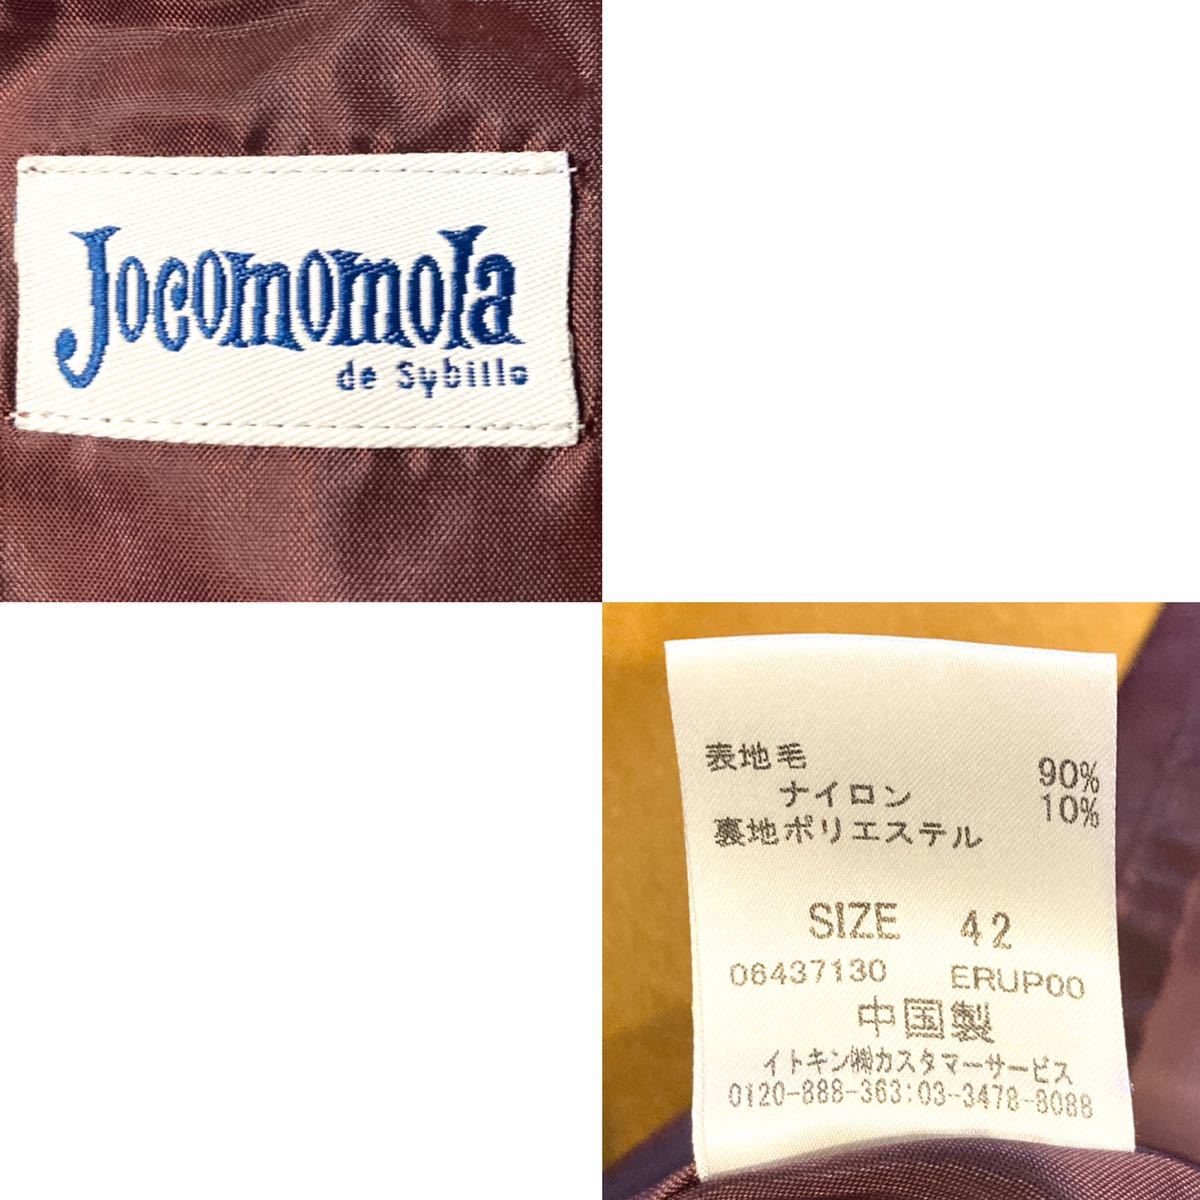 Jocomomola
de Sybilla
表地毛 90%
ナイロン 10%
裏地ポリエステル
SIZE 42
06437130 ERUP00
中国製
イトキン㈱カスタマーサービス
0120-888-363:03-3478-8088